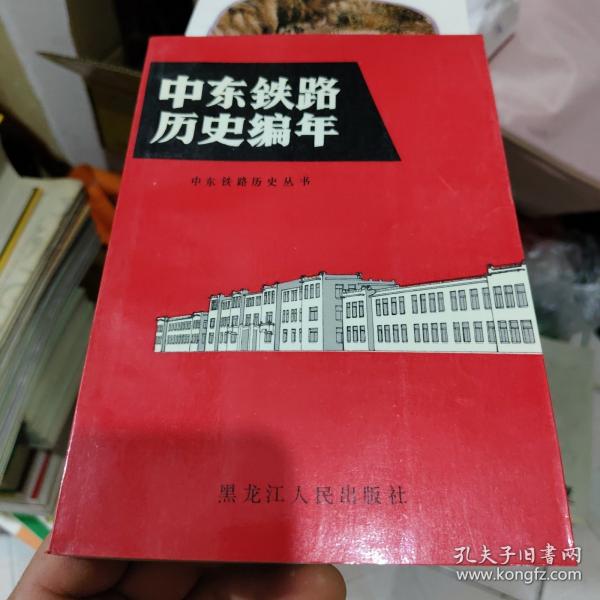 中东铁路
历史编年
中东铁路历史丛书
黑龙江人民出版社
孔夫子旧书网
www.kongfz.com